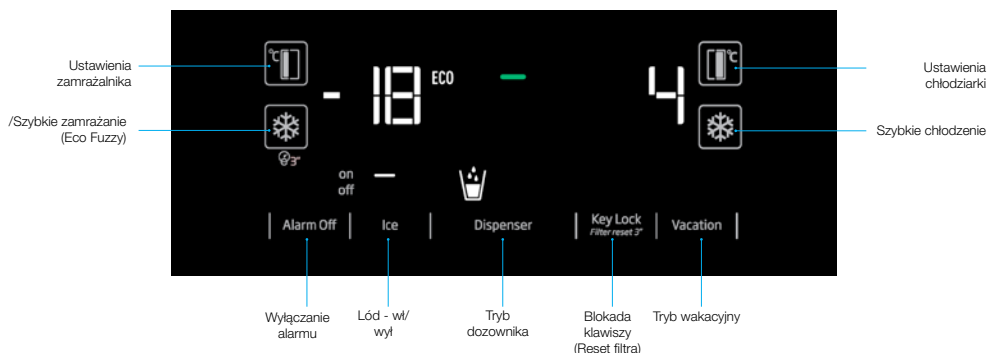 Ustawienia
zamrażalnika
/Szybkie zamrażanie
(Eco Fuzzy)
°C
- 18 ECO
4
°C
3"
Ustawienia
chłodziarki
Szybkie chłodzenie
on
off
Alarm Off
Ice
Dispenser
Key Lock
Filter reset 3"
Vacation
Wyłączanie
alarmu
Lód - wł/
wył
Tryb
dozownika
Blokada
klawiszy
(Reset filtra)
Tryb wakacyjny